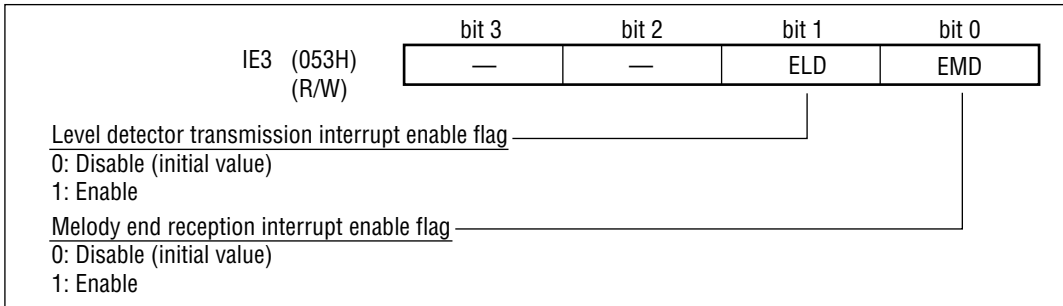 bit 3 bit 2 bit 1 bit 0
IE3 (053H) — — ELD EMD
(R/W)
Level detector transmission interrupt enable flag
0: Disable (initial value)
1: Enable
Melody end reception interrupt enable flag
0: Disable (initial value)
1: Enable